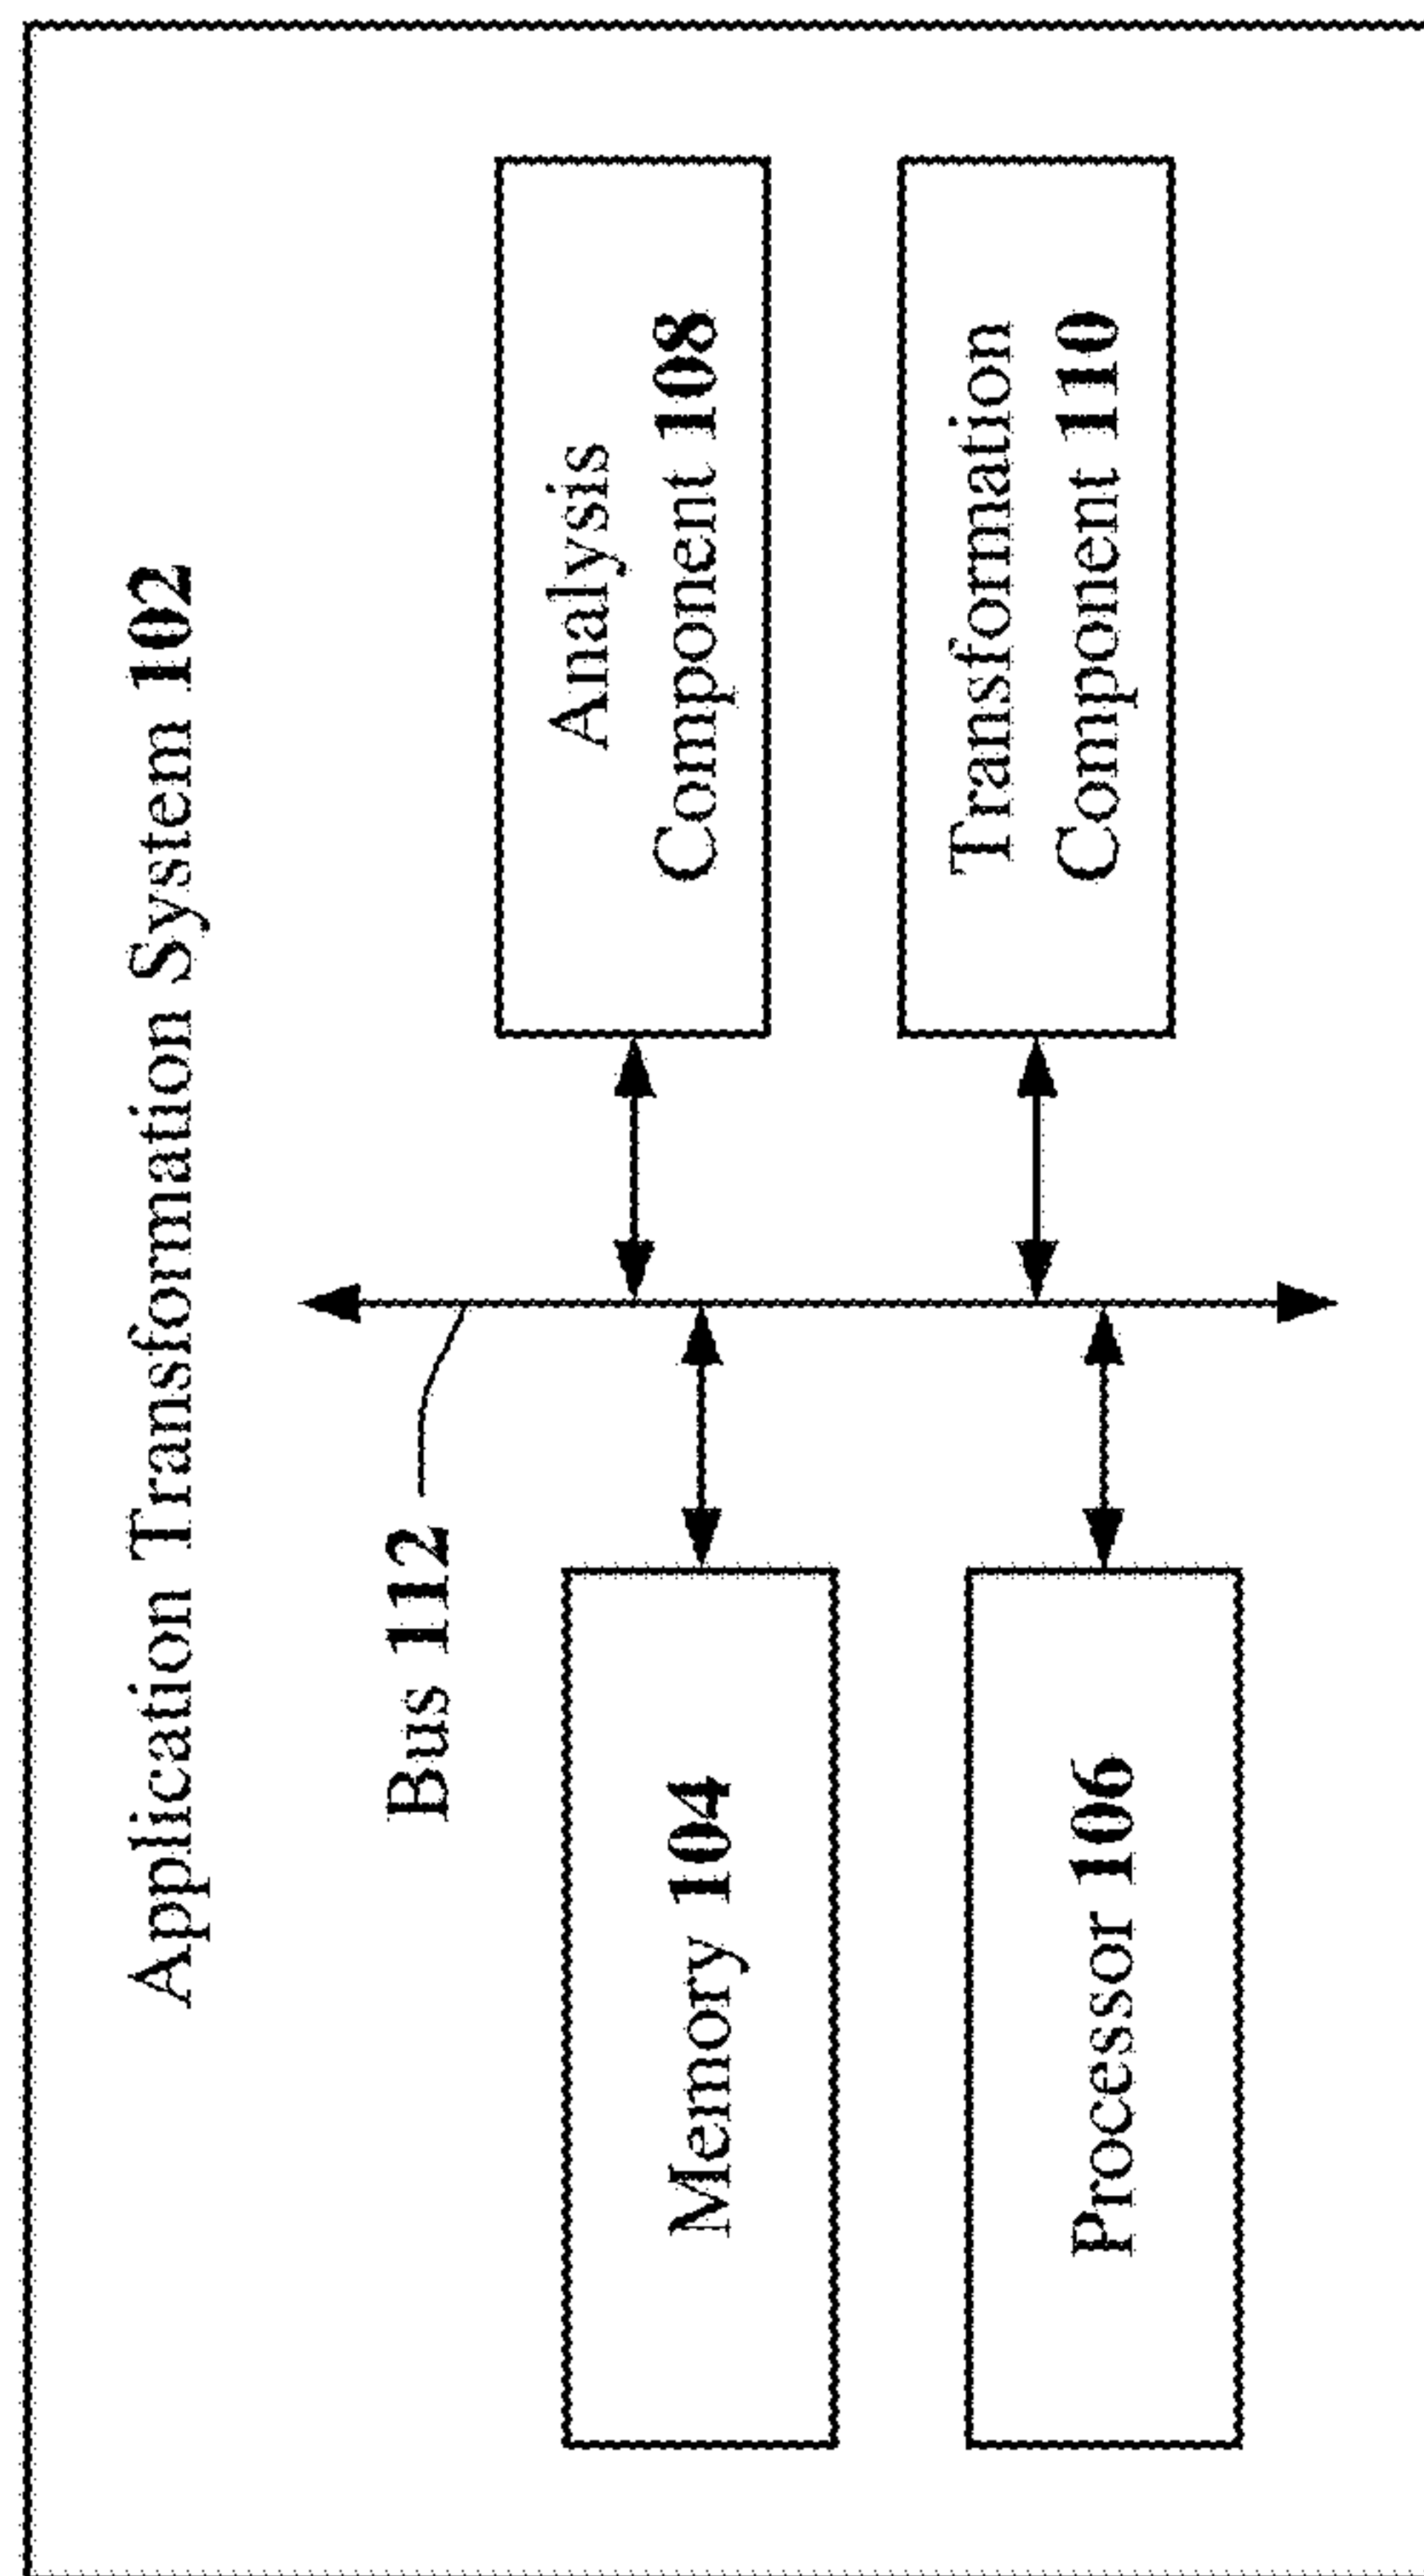 Application Transformation System 102
Bus 112
Memory 104
Analysis
Component 108
Processor 106
Transformation
Component 110